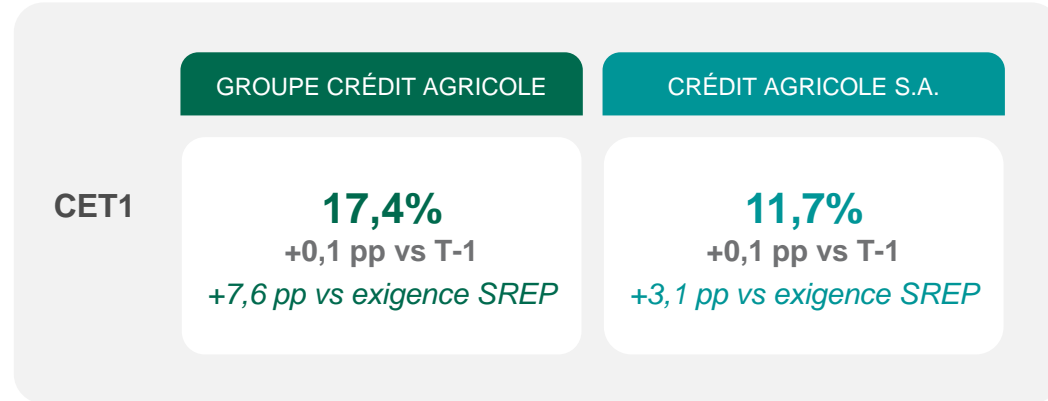 GROUPE CRÉDIT AGRICOLE
CRÉDIT AGRICOLE S.A.
CET1
17,4%
+0,1 pp vs T-1
+7,6 pp vs exigence SREP
11,7%
+0,1 pp vs T-1
+3,1 pp vs exigence SREP